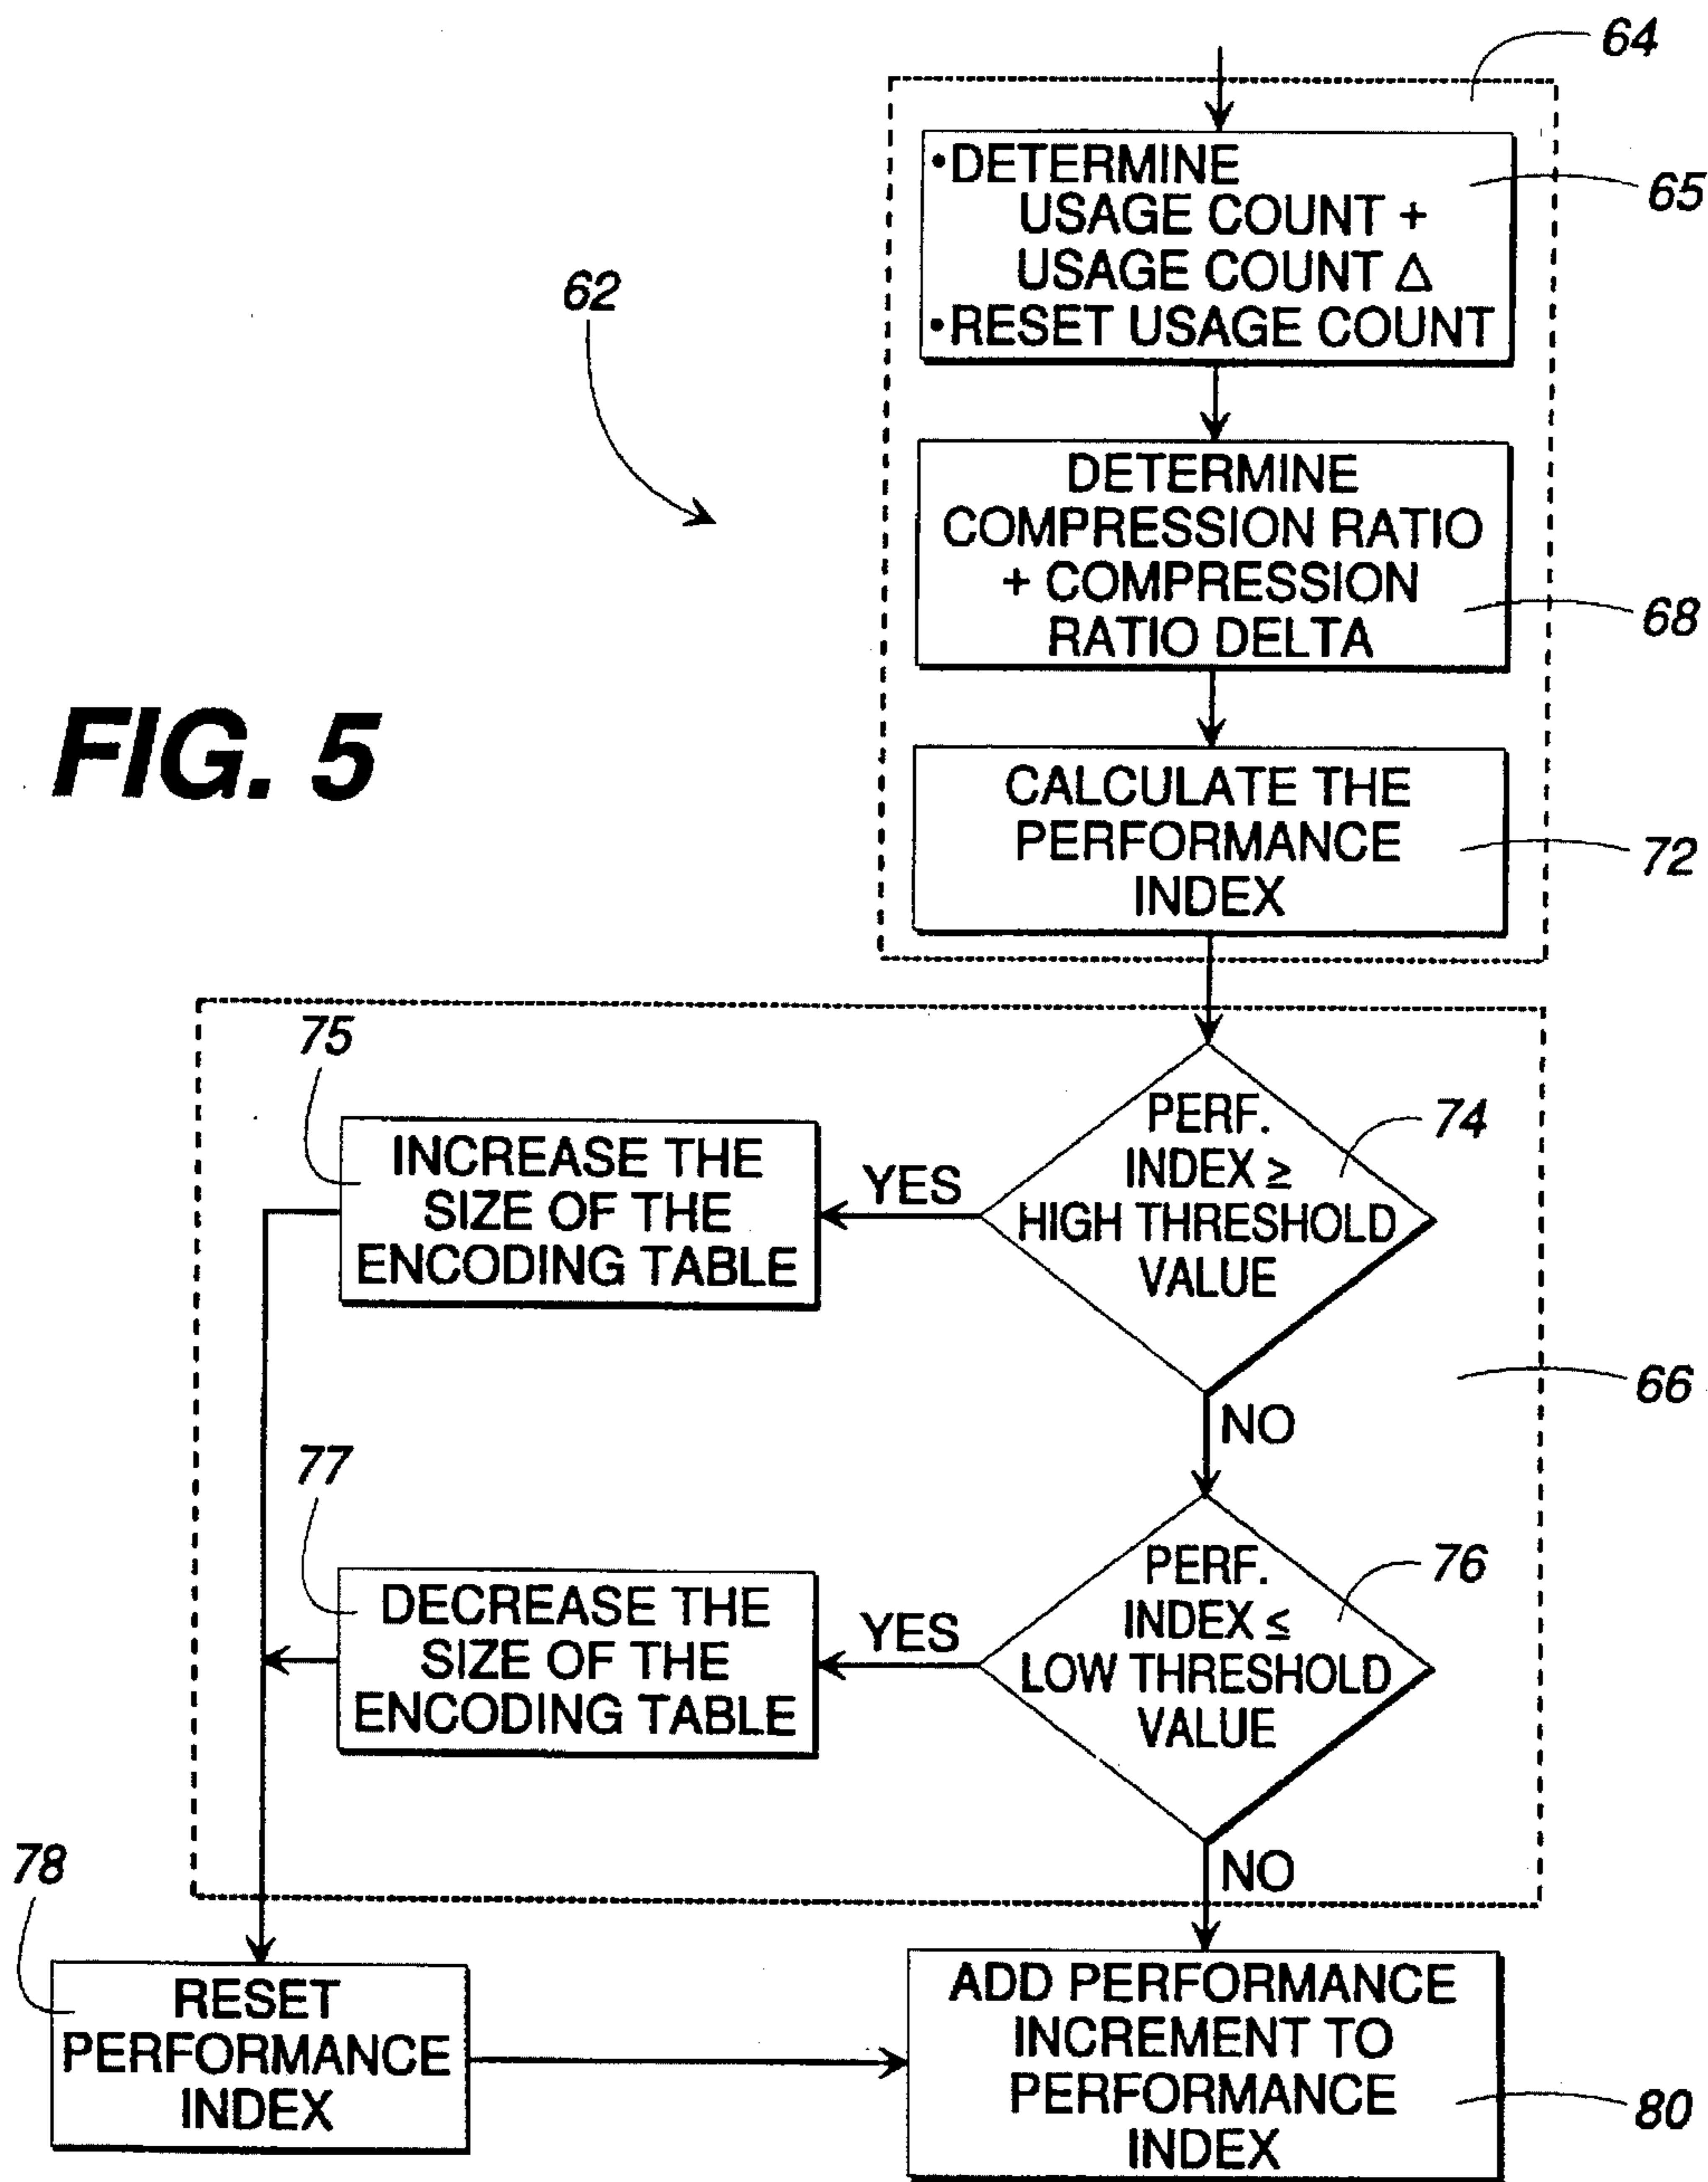 64
•DETERMINE
USAGE COUNT +
USAGE COUNT Δ
•RESET USAGE COUNT
65
62
DETERMINE
COMPRESSION RATIO
+ COMPRESSION
RATIO DELTA
68
FIG. 5
CALCULATE THE
PERFORMANCE
INDEX
72
75
INCREASE THE
SIZE OF THE
ENCODING TABLE
YES
PERF.
INDEX ≥
HIGH THRESHOLD
VALUE
74
66
NO
77
DECREASE THE
SIZE OF THE
ENCODING TABLE
YES
PERF.
INDEX ≤
LOW THRESHOLD
VALUE
76
NO
78
RESET
PERFORMANCE
INDEX
ADD PERFORMANCE
INCREMENT TO
PERFORMANCE
INDEX
80